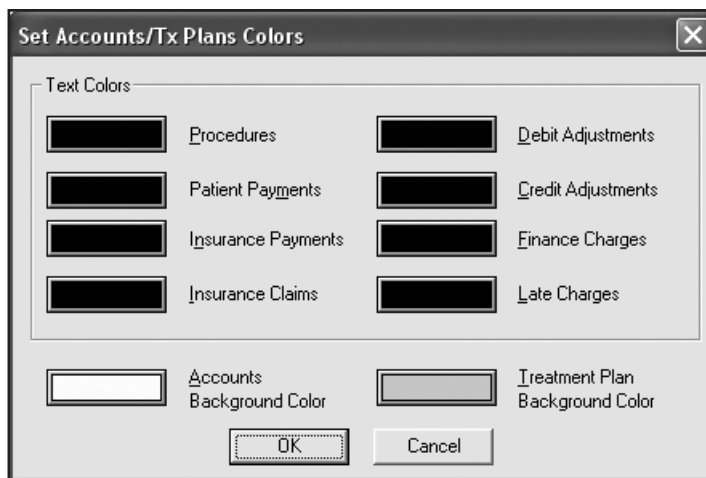 Set Accounts/Tx Plans Colors
Text Colors
Procedures
Debit Adjustments
Patient Payments
Credit Adjustments
Insurance Payments
Finance Charges
Insurance Claims
Late Charges
Accounts
Background Color
Treatment Plan
Background Color
OK
Cancel